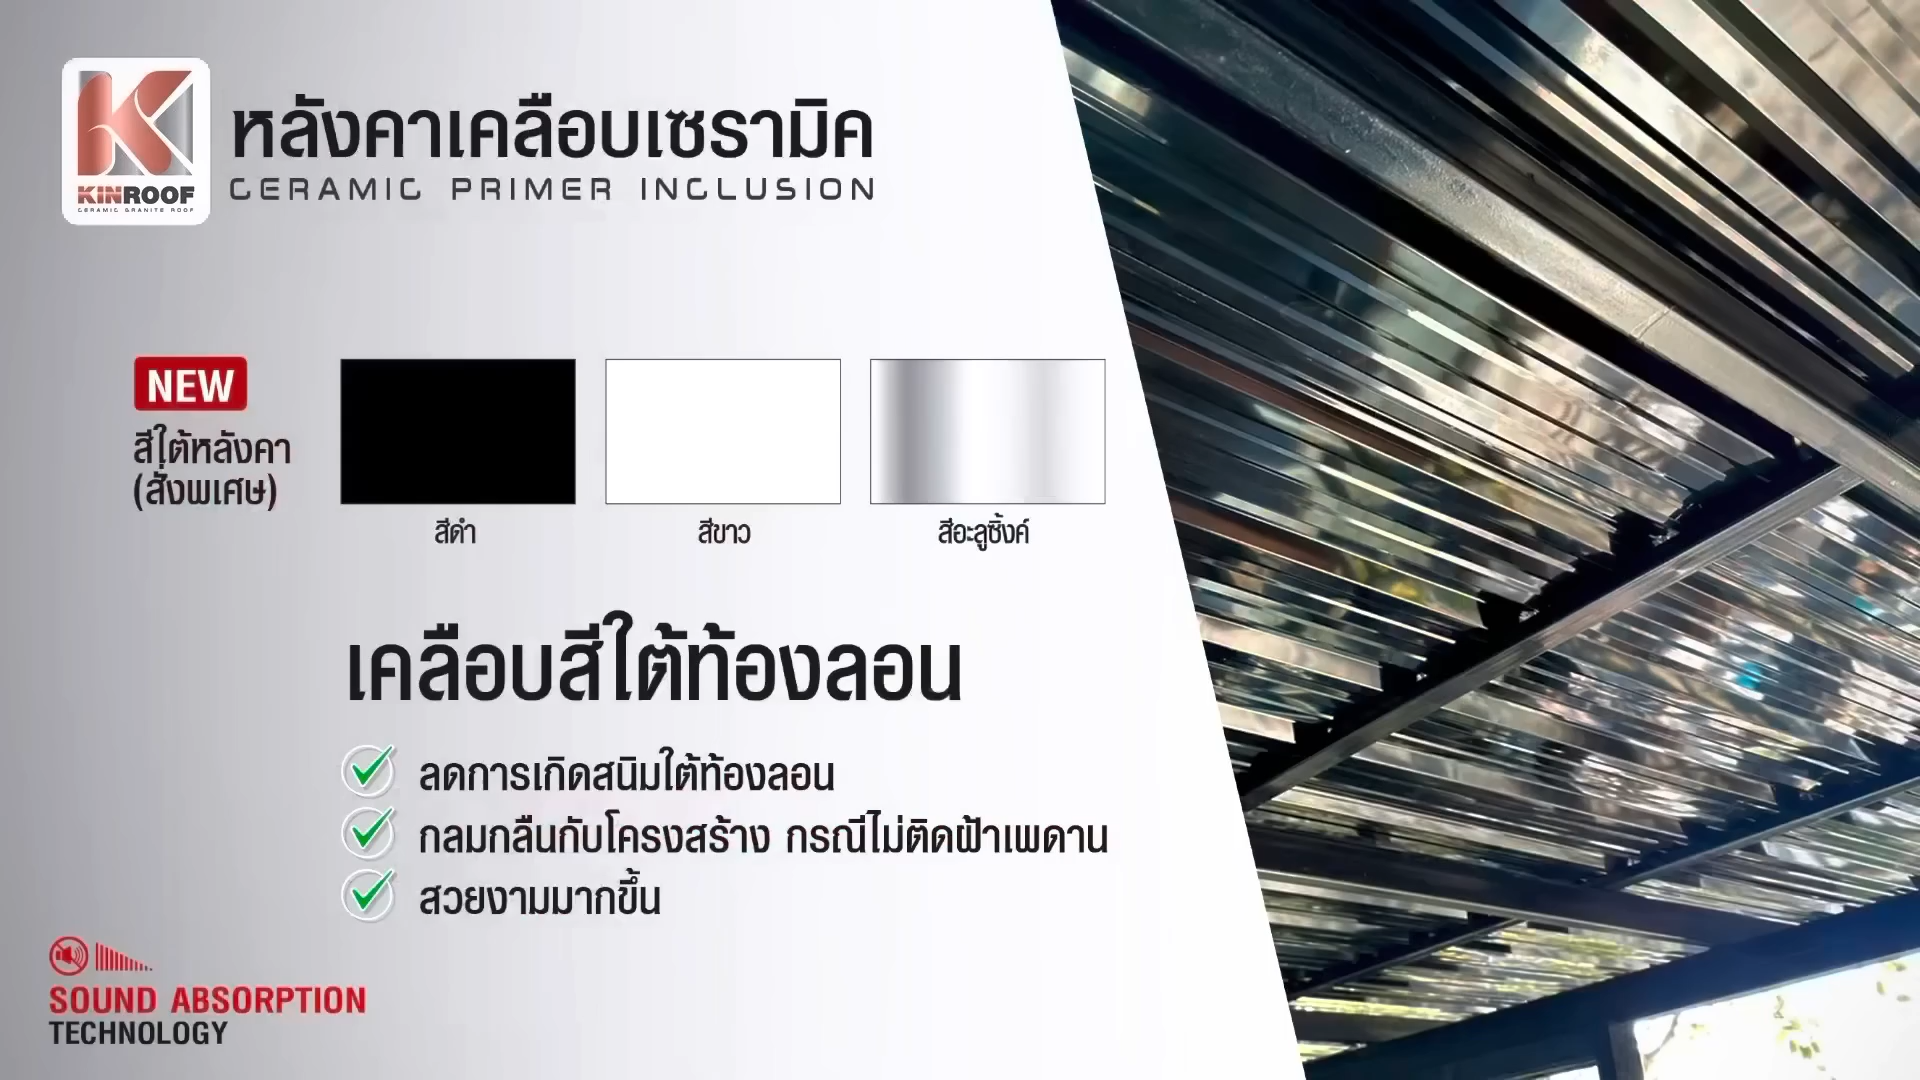 KINROOF
CERAMIC GRANITE ROOF
หลังคาเคลือบเซรามิค
CERAMIC PRIMER INCLUSION
NEW
สีใต้หลังคา
(สั่งพิเศษ)
สีดำ
สีขาว
สีอะลูซิ้งค์
เคลือบสีใต้ท้องลอน
ลดการเกิดสนิมใต้ท้องลอน
กลมกลืนกับโครงสร้าง กรณีไม่ติดฝ้าเพดาน
สวยงามมากขึ้น
SOUND ABSORPTION
TECHNOLOGY